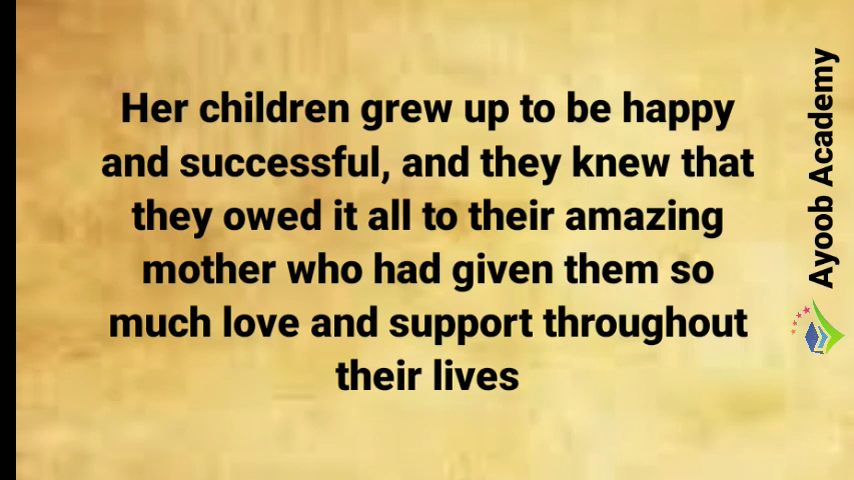 Her children grew up to be happy
and successful, and they knew that
they owed it all to their amazing
mother who had given them so
much love and support throughout
their lives
Ayoob Academy